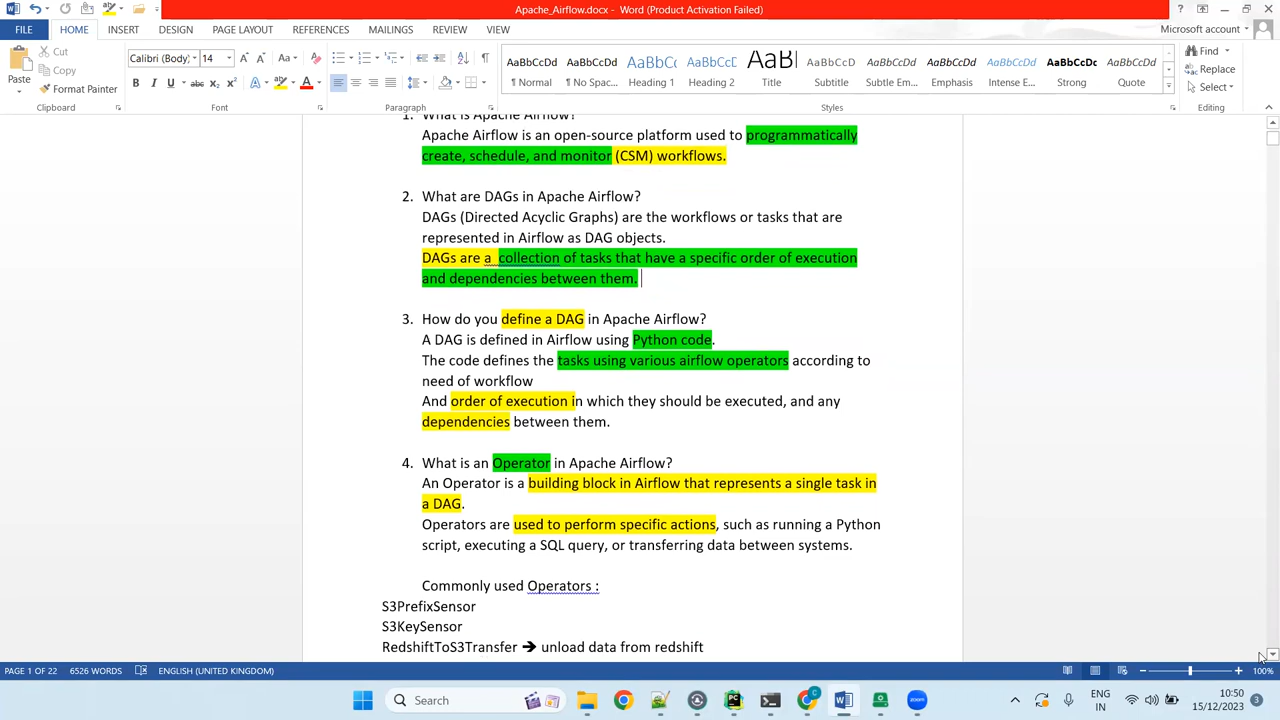 Apache_Airflow.docx - Word (Product Activation Failed)
FILE HOME INSERT DESIGN PAGE LAYOUT REFERENCES MAILINGS REVIEW VIEW Microsoft account
Paste
Cut
Copy
Format Painter
Clipboard
Calibri (Body) 14
Font
Paragraph
AaBbCcDd AaBbCcDd AaBbCc AaBbCcD AaBl AaBbCcD AaBbCcDd AaBbCcDd AaBbCcDd AaBbCcDc AaBbCcDd
¶ Normal ¶ No Spac... Heading 1 Heading 2 Title Subtitle Subtle Em... Emphasis Intense E... Strong Quote
Styles
Find
Replace
Select
Editing
1. What is Apache Airflow?
Apache Airflow is an open-source platform used to programmatically
create, schedule, and monitor (CSM) workflows.
2. What are DAGs in Apache Airflow?
DAGs (Directed Acyclic Graphs) are the workflows or tasks that are
represented in Airflow as DAG objects.
DAGs are a collection of tasks that have a specific order of execution
and dependencies between them.
3. How do you define a DAG in Apache Airflow?
A DAG is defined in Airflow using Python code.
The code defines the tasks using various airflow operators according to
need of workflow
And order of execution in which they should be executed, and any
dependencies between them.
4. What is an Operator in Apache Airflow?
An Operator is a building block in Airflow that represents a single task in
a DAG.
Operators are used to perform specific actions, such as running a Python
script, executing a SQL query, or transferring data between systems.
Commonly used Operators :
S3PrefixSensor
S3KeySensor
RedshiftToS3Transfer ➔ unload data from redshift
PAGE 1 OF 22 6526 WORDS ENGLISH (UNITED KINGDOM) 100%
Search
ENG
IN
10:50
15/12/2023
3